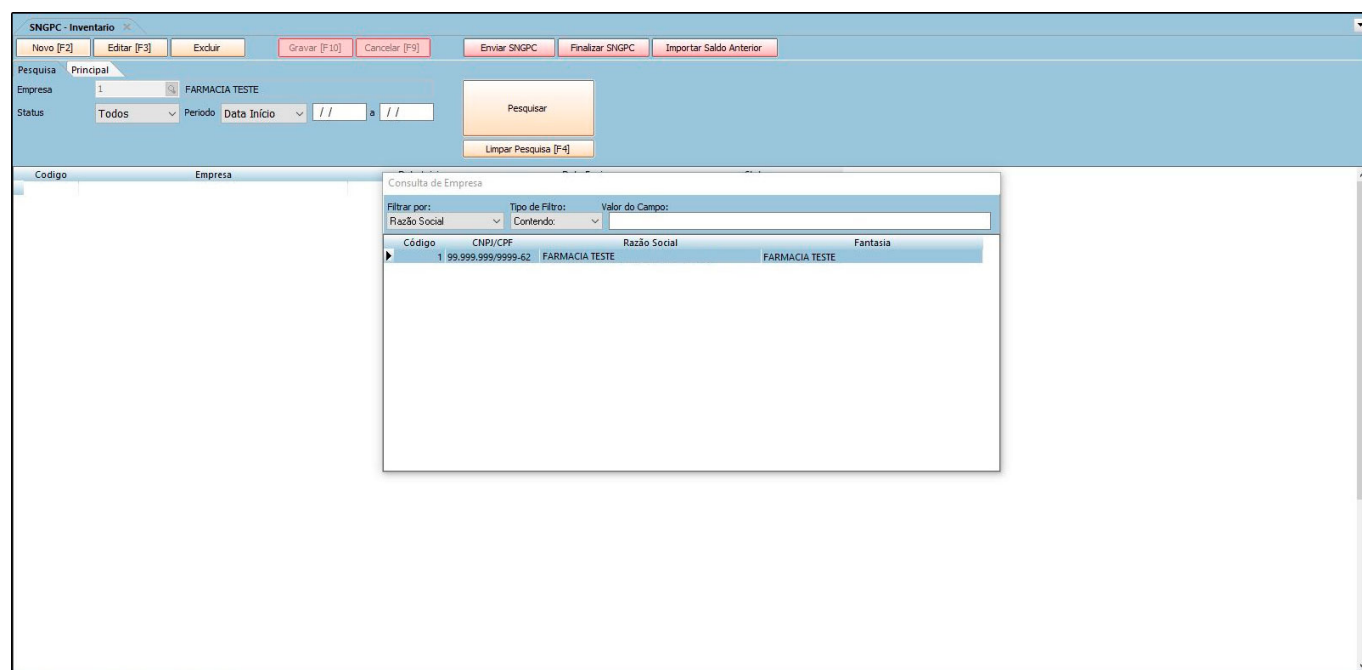 SNGPC - Inventario
Novo [F2] Editar [F3] Excluir Gravar [F10] Cancelar [F9] Enviar SNGPC Finalizar SNGPC Importar Saldo Anterior
Pesquisa Principal
Empresa 1 FARMACIA TESTE
Status Todos Periodo Data Início / / a / /
Pesquisar
Limpar Pesquisa [F4]
Codigo Empresa
Consulta de Empresa
Filtrar por: Tipo de Filtro: Valor do Campo:
Razão Social Contendo:
Código CNPJ/CPF Razão Social Fantasia
1 99.999.999/9999-62 FARMACIA TESTE FARMACIA TESTE